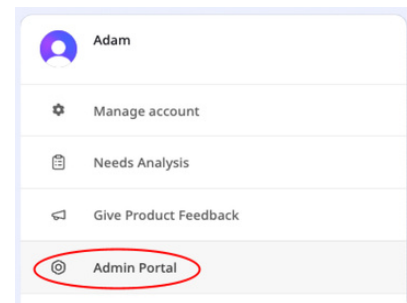 Adam
Manage account
Needs Analysis
Give Product Feedback
Admin Portal